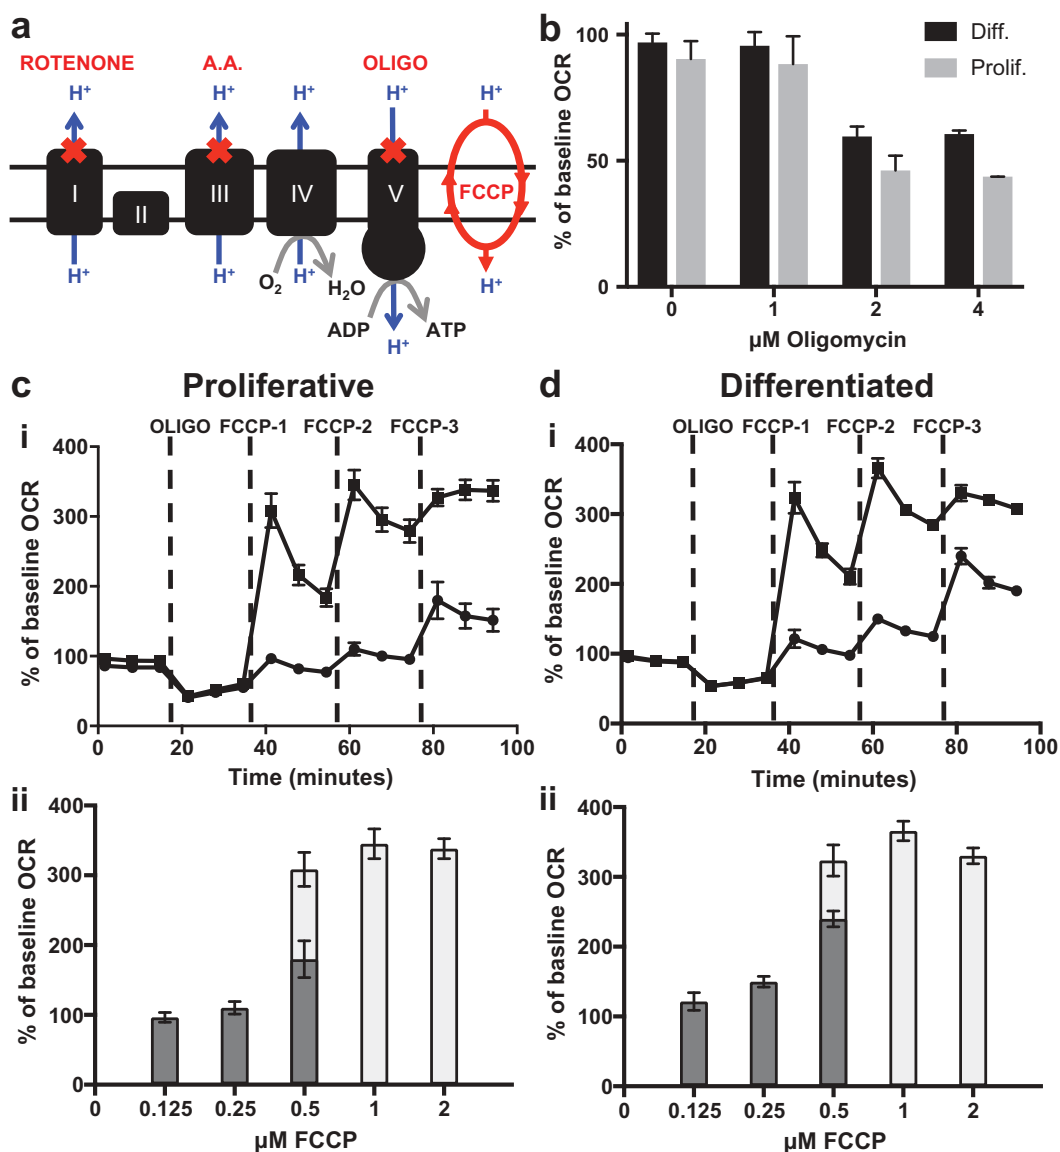 a
ROTENONE A.A. OLIGO
H⁺ H⁺ H⁺ H⁺ H⁺
I II III IV V FCCP
H⁺ H⁺ O₂ H⁺ H₂O H⁺
ADP ATP
H⁺
b
% of baseline OCR
100
50
0
Diff.
Prolif.
0 1 2 4
µM Oligomycin
c Proliferative
i
OLIGO FCCP-1 FCCP-2 FCCP-3
% of baseline OCR
400
300
200
100
0
0 20 40 60 80 100
Time (minutes)
ii
% of baseline OCR
400
300
200
100
0
0 0.125 0.25 0.5 1 2
µM FCCP
d Differentiated
i
OLIGO FCCP-1 FCCP-2 FCCP-3
% of baseline OCR
400
300
200
100
0
0 20 40 60 80 100
Time (minutes)
ii
% of basline OCR
400
300
200
100
0
0 0.125 0.25 0.5 1 2
µM FCCP